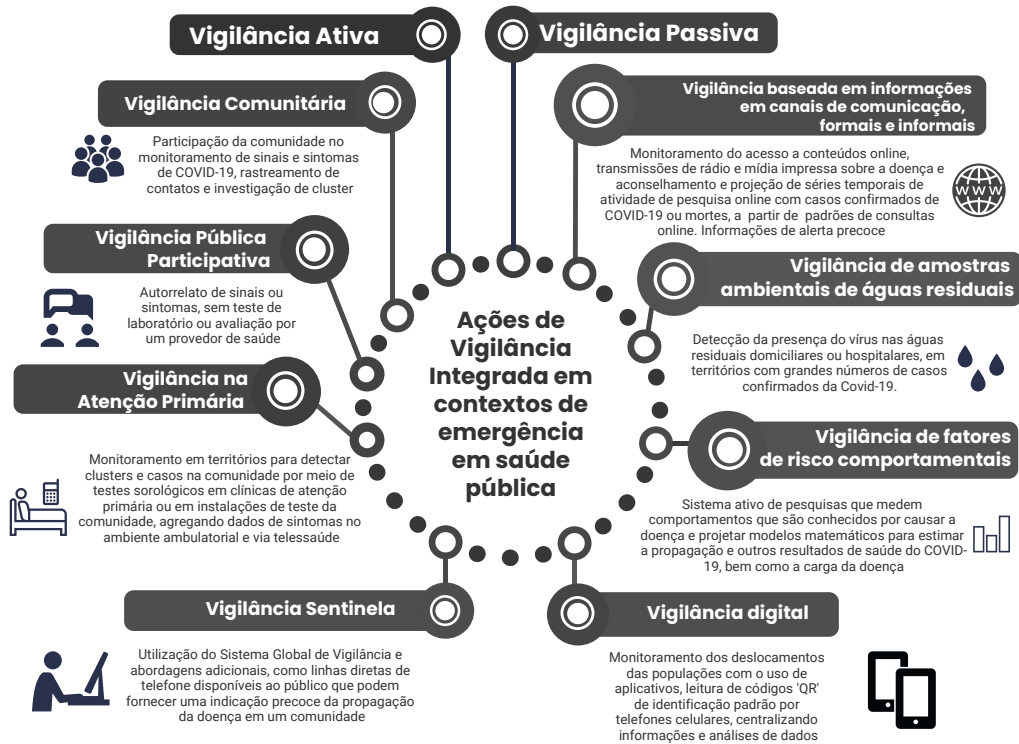 Vigilância Ativa
Vigilância Passiva
Vigilância Comunitária
Participação da comunidade no
monitoramento de sinais e sintomas
de COVID-19, rastreamento de
contatos e investigação de cluster
Vigilância baseada em informações
em canais de comunicação,
formais e informais
Monitoramento do acesso a conteúdos online,
transmissões de rádio e mídia impressa sobre a doença e
aconselhamento e projeção de séries temporais de
atividade de pesquisa online com casos confirmados de
COVID-19 ou mortes, a partir de padrões de consultas
online. Informações de alerta precoce
WWW
Vigilância Pública
Participativa
Autorrelato de sinais ou
sintomas, sem teste de
laboratório ou avaliação por
um provedor de saúde
Vigilância de amostras
ambientais de águas residuais
Detecção da presença do vírus nas águas
residuais domiciliares ou hospitalares, em
territórios com grandes números de casos
confirmados da Covid-19.
Ações de
Vigilância
Integrada em
contextos de
emergência
em saúde
pública
Vigilância na
Atenção Primária
Monitoramento em territórios para detectar
clusters e casos na comunidade por meio de
testes sorológicos em clínicas de atenção
primária ou em instalações de teste da
comunidade, agregando dados de sintomas no
ambiente ambulatorial e via telessaúde
Vigilância de fatores
de risco comportamentais
Sistema ativo de pesquisas que medem
comportamentos que são conhecidos por causar a
doença e projetar modelos matemáticos para estimar
a propagação e outros resultados de saúde do COVID-
19, bem como a carga da doença
Vigilância Sentinela
Utilização do Sistema Global de Vigilância e
abordagens adicionais, como linhas diretas de
telefone disponíveis ao público que podem
fornecer uma indicação precoce da propagação
da doença em um comunidade
Vigilância digital
Monitoramento dos deslocamentos
das populações com o uso de
aplicativos, leitura de códigos 'QR'
de identificação padrão por
telefones celulares, centralizando
informações e análises de dados